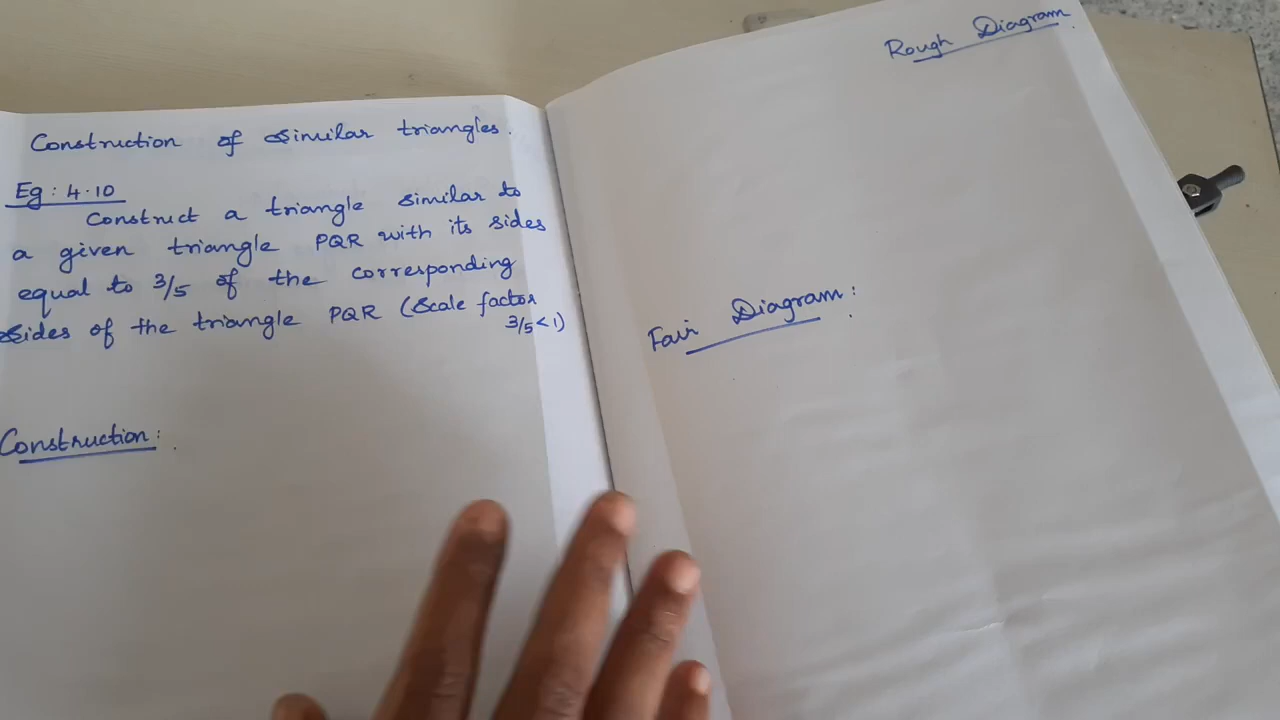 Construction of similar triangles.
Eg : 4.10
Construct a triangle similar to
a given triangle PQR with its sides
equal to 3/5 of the corresponding
sides of the triangle PQR (Scale factor
3/5 < 1)
Construction :
Rough Diagram
Fair Diagram :